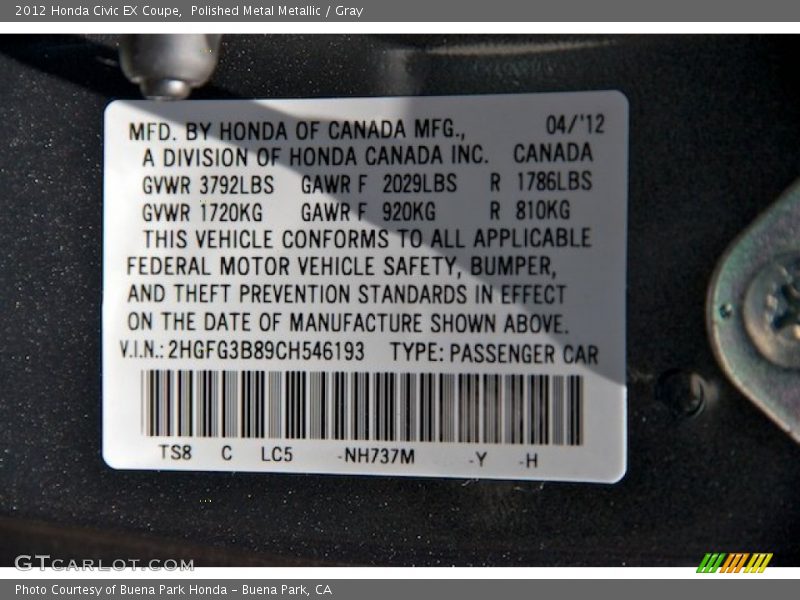 2012 Honda Civic EX Coupe, Polished Metal Metallic / Gray
MFD. BY HONDA OF CANADA MFG., 04/'12
A DIVISION OF HONDA CANADA INC. CANADA
GVWR 3792LBS GAWR F 2029LBS R 1786LBS
GVWR 1720KG GAWR F 920KG R 810KG
THIS VEHICLE CONFORMS TO ALL APPLICABLE
FEDERAL MOTOR VEHICLE SAFETY, BUMPER,
AND THEFT PREVENTION STANDARDS IN EFFECT
ON THE DATE OF MANUFACTURE SHOWN ABOVE.
V.I.N.: 2HGFG3B89CH546193 TYPE: PASSENGER CAR
TS8 C LC5 -NH737M -Y -H
GTCARLOT.COM
Photo Courtesy of Buena Park Honda – Buena Park, CA